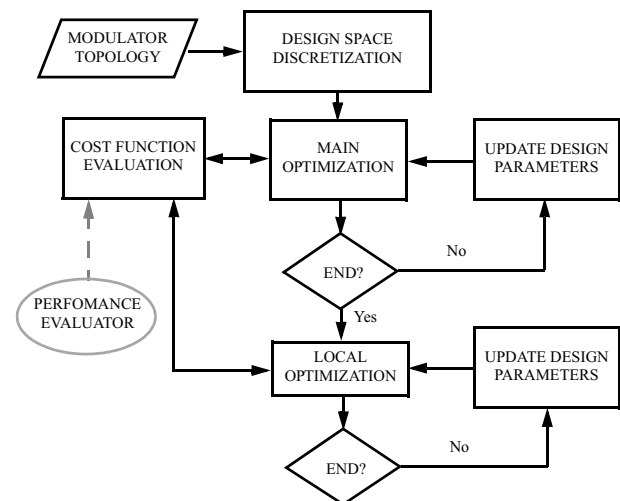 MODULATOR
TOPOLOGY
DESIGN SPACE
DISCRETIZATION
COST FUNCTION
EVALUATION
MAIN
OPTIMIZATION
UPDATE DESIGN
PARAMETERS
END?
No
PERFOMANCE
EVALUATOR
Yes
LOCAL
OPTIMIZATION
UPDATE DESIGN
PARAMETERS
END?
No